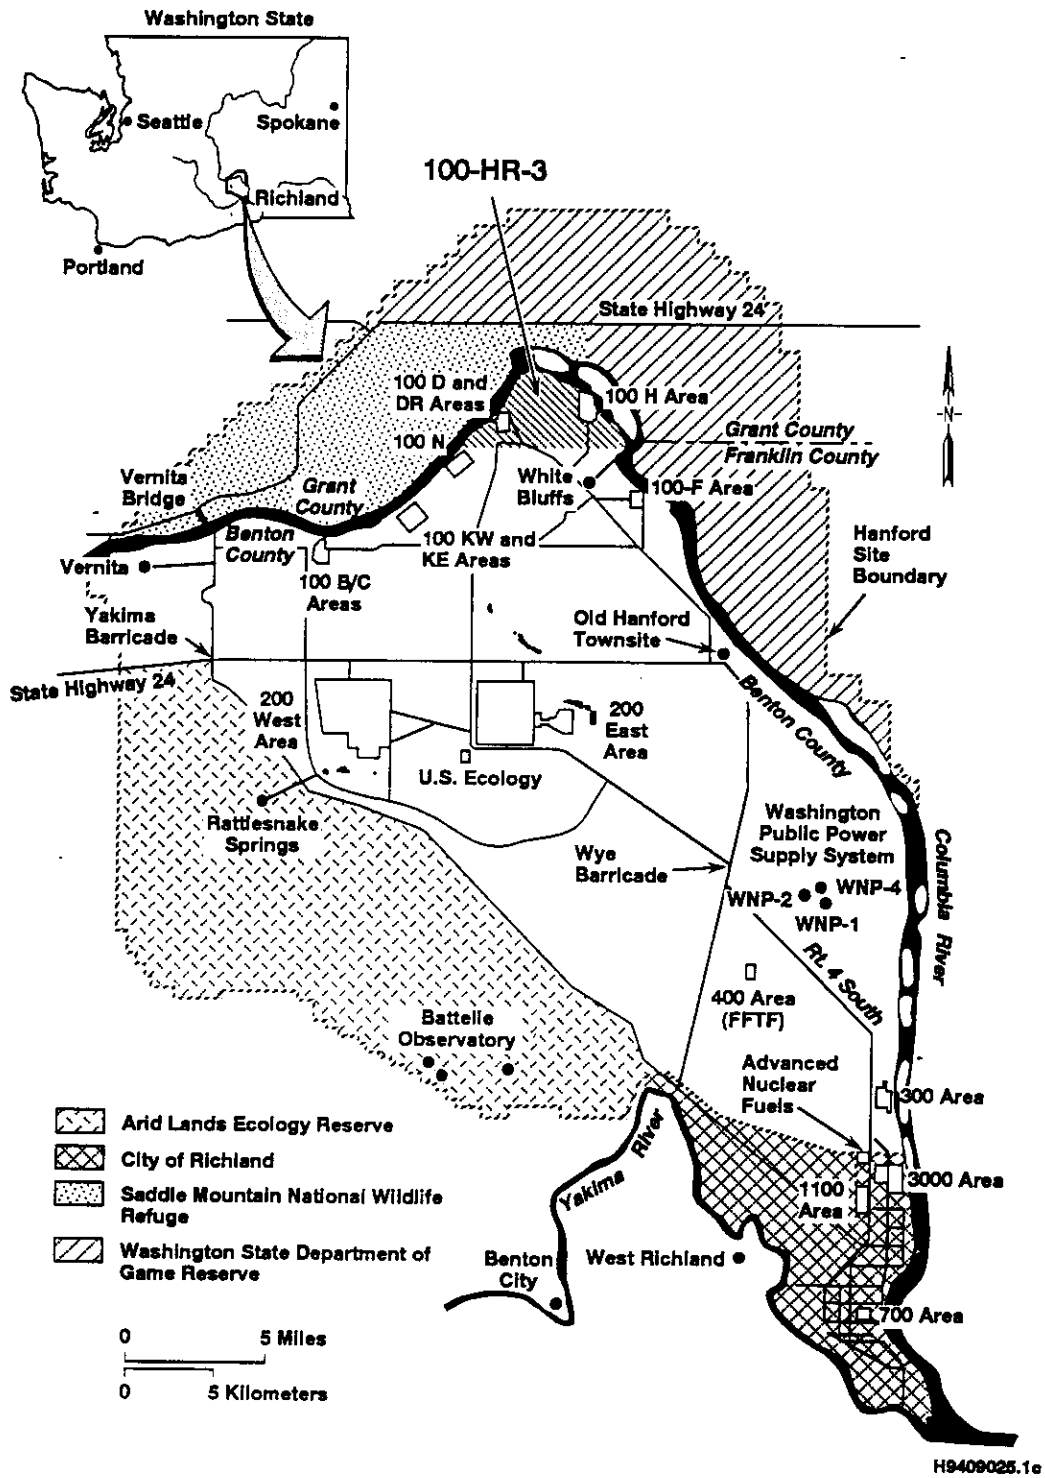 Washington State
Seattle
Spokane
Richland
Portland
100-HR-3
State Highway 24
100 D and
DR Areas
100 H Area
100 N
-N-
Grant County
Franklin County
White
Bluffs
100-F Area
Vernita
Bridge
Grant
County
Benton
County
100 KW and
KE Areas
Hanford
Site
Boundary
Vernita
100 B/C
Areas
Yakima
Barricade
Old Hanford
Townsite
State Highway 24
Benton County
200
West
Area
200
East
Area
U.S. Ecology
Rattlesnake
Springs
Washington
Public Power
Supply System
Wye
Barricade
WNP-2
WNP-4
WNP-1
Columbia River
Rt. 4 South
400 Area
(FFTF)
Battelle
Observatory
Advanced
Nuclear
Fuels
300 Area
Yakima River
1100
Area
3000 Area
Benton
City
West Richland
700 Area
Arid Lands Ecology Reserve
City of Richland
Saddle Mountain National Wildlife
Refuge
Washington State Department of
Game Reserve
0 5 Miles
0 5 Kilometers
H9409025.1c